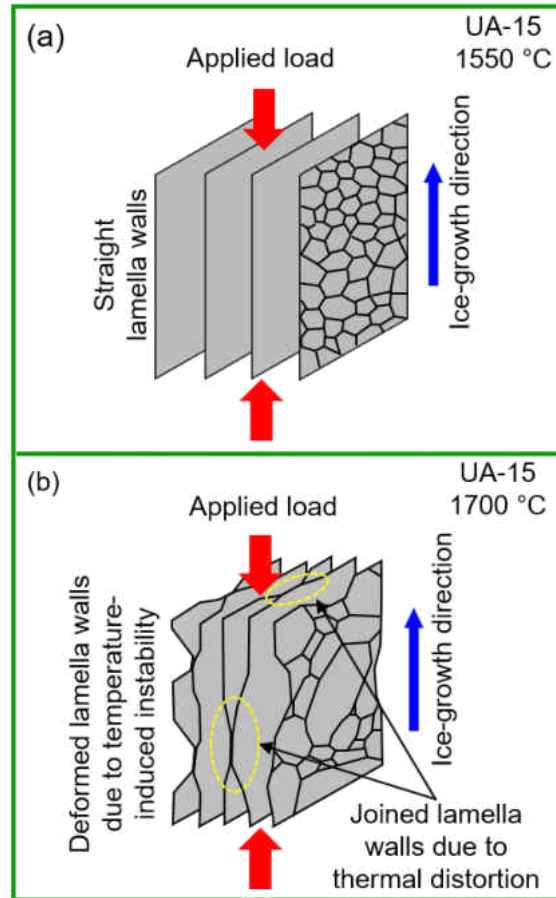 (a)
UA-15
1550 °C
Applied load
Straight
lamella walls
Ice-growth direction
(b)
UA-15
1700 °C
Applied load
Deformed lamella walls
due to temperature-
induced instability
Ice-growth direction
Joined lamella
walls due to
thermal distortion